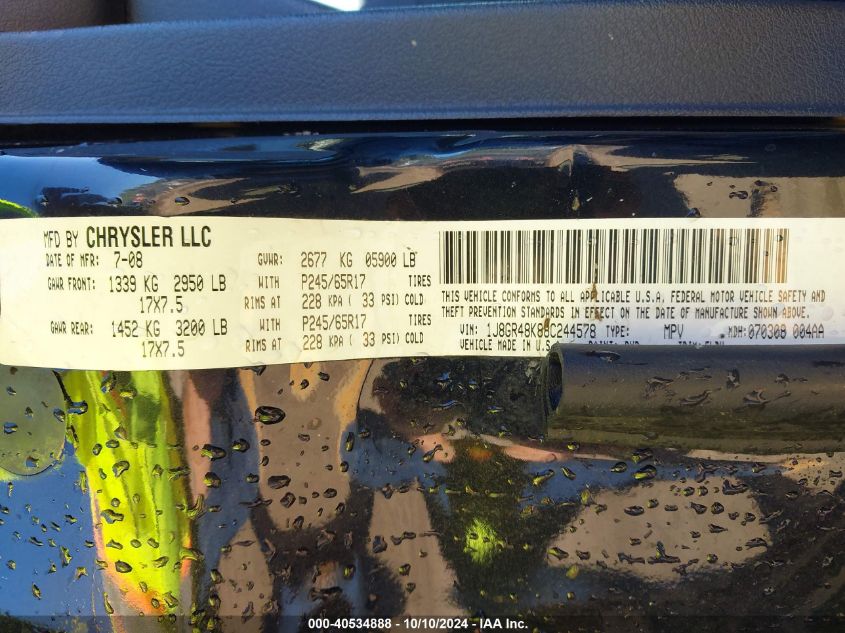 MFD BY CHRYSLER LLC
DATE OF MFR: 7-08 GVWR: 2677 KG 05900 LB
GAWR FRONT: 1339 KG 2950 LB WITH P245/65R17 TIRES
17X7.5 RIMS AT 228 KPA ( 33 PSI) COLD
GAWR REAR: 1452 KG 3200 LB WITH P245/65R17 TIRES
17X7.5 RIMS AT 228 KPA ( 33 PSI) COLD
THIS VEHICLE CONFORMS TO ALL APPLICABLE U.S.A. FEDERAL MOTOR VEHICLE SAFETY AND
THEFT PREVENTION STANDARDS IN EFFECT ON THE DATE OF MANUFACTURE SHOWN ABOVE.
VIN: TYPE: MPV MDH: 070308 004AA
VEHICLE MADE IN U.S.
000-40534888 - 10/10/2024 - IAA Inc.